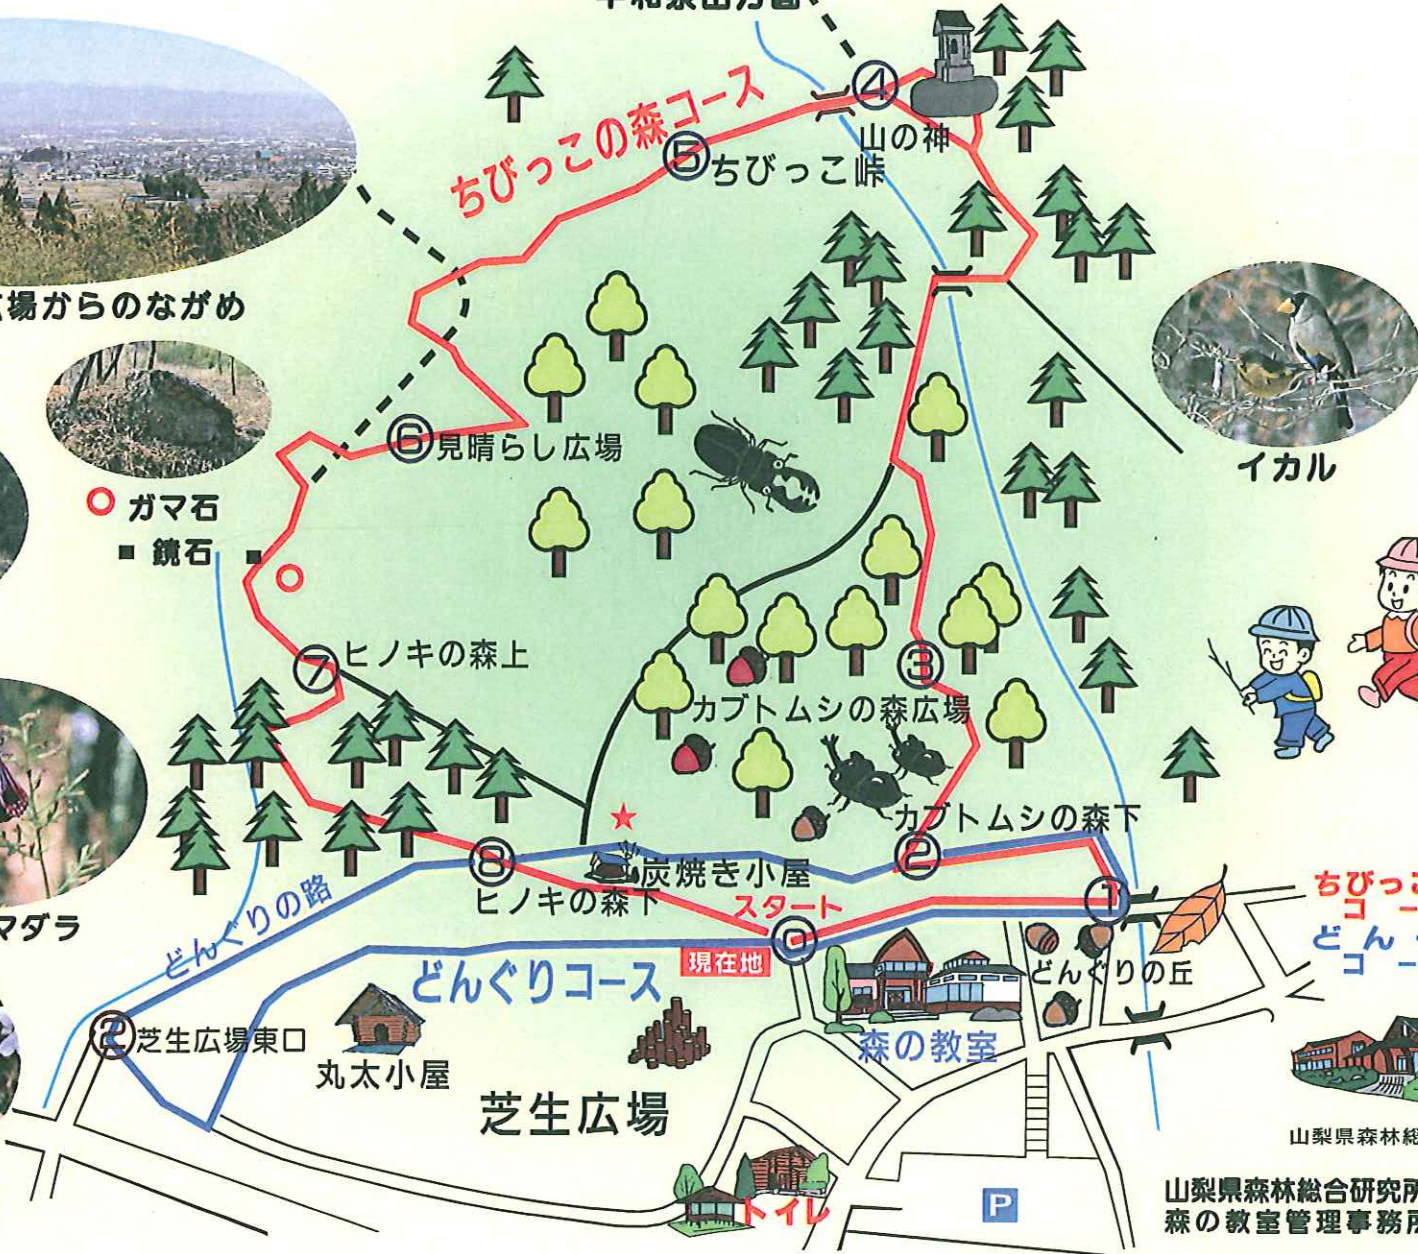 ちびっこの森コース
④
山の神
⑤ ちびっこ峠
場からのながめ
⑥ 見晴らし広場
イカル
ガマ石
鏡石
⑦ ヒノキの森上
③
カブトムシの森広場
カブトムシの森下
②
炭焼き小屋
⑧
ヒノキの森下
スタート
①
⓪
マダラ
どんぐりの路
現在地
どんぐりコース
どんぐりの丘
ちびっこ
コー
どん
コー
② 芝生広場東口
丸太小屋
森の教室
芝生広場
山梨県森林総
トイレ
P
山梨県森林総合研究所
森の教室管理事務所